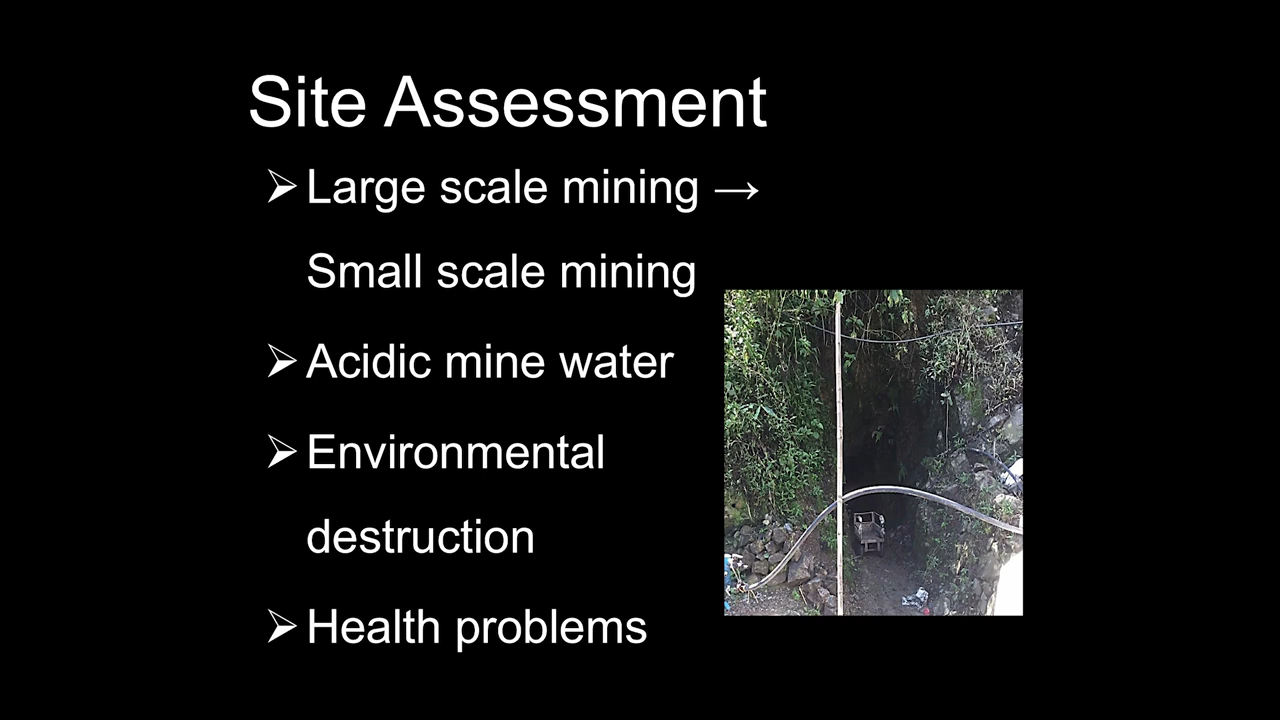 Site Assessment
➢ Large scale mining →
Small scale mining
➢ Acidic mine water
➢ Environmental
destruction
➢ Health problems